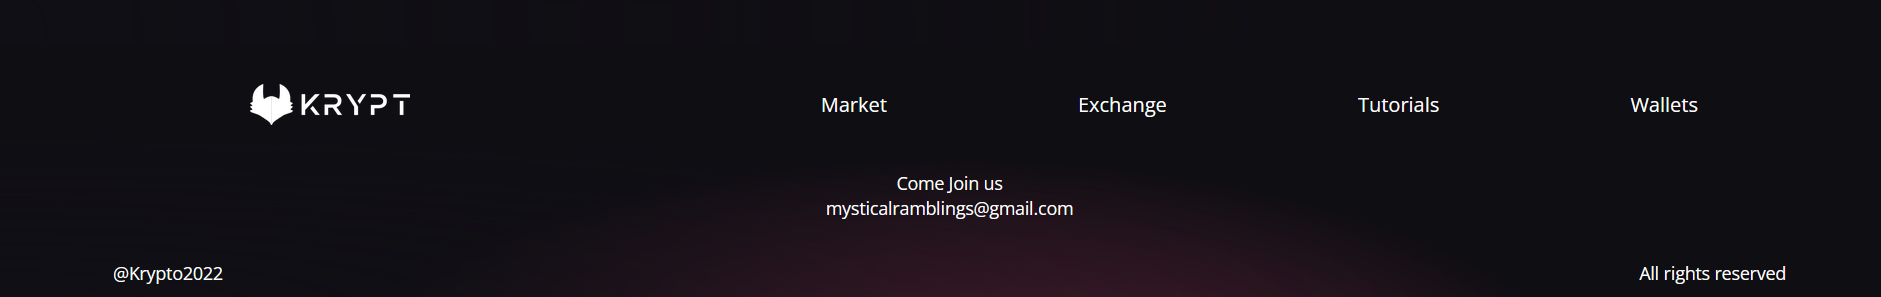 KRYPT
Market Exchange Tutorials Wallets
Come Join us
mysticalramblings@gmail.com
@Krypto2022 All rights reserved